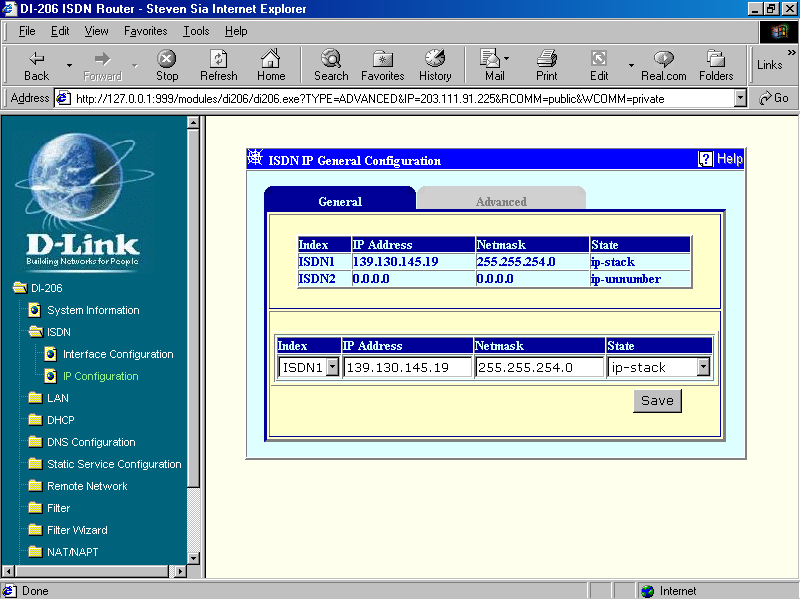 DI-206 ISDN Router - Steven Sia Internet Explorer
File Edit View Favorites Tools Help
Back Forward Stop Refresh Home Search Favorites History Mail Print Edit Real.com Folders Links »
Address http://127.0.0.1:999/modules/di206/di206.exe?TYPE=ADVANCED&IP=203.111.91.225&RCOMM=public&WCOMM=private Go
D-Link
Building Networks for People
DI-206
System Information
ISDN
Interface Configuration
IP Configuration
LAN
DHCP
DNS Configuration
Static Service Configuration
Remote Network
Filter
Filter Wizard
NAT/NAPT
ISDN IP General Configuration ? Help
General Advanced
Index IP Address Netmask State
ISDN1 139.130.145.19 255.255.254.0 ip-stack
ISDN2 0.0.0.0 0.0.0.0 ip-unnumber
Index IP Address Netmask State
ISDN1 139.130.145.19 255.255.254.0 ip-stack
Save
Done Internet